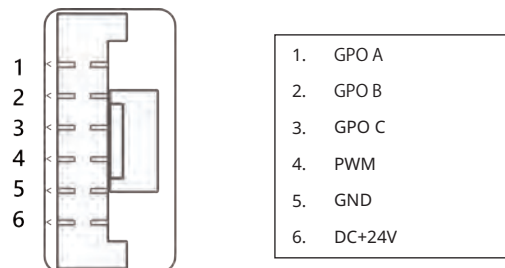 1
2
3
4
5
6
1. GPO A
2. GPO B
3. GPO C
4. PWM
5. GND
6. DC+24V